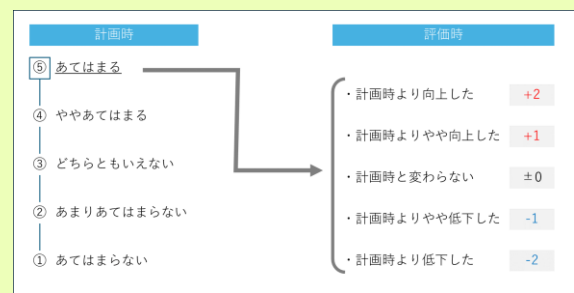 計画時
⑤ あてはまる
④ ややあてはまる
③ どちらともいえない
② あまりあてはまらない
① あてはまらない
評価時
・計画時より向上した +2
・計画時よりやや向上した +1
・計画時と変わらない ±0
・計画時よりやや低下した -1
・計画時より低下した -2